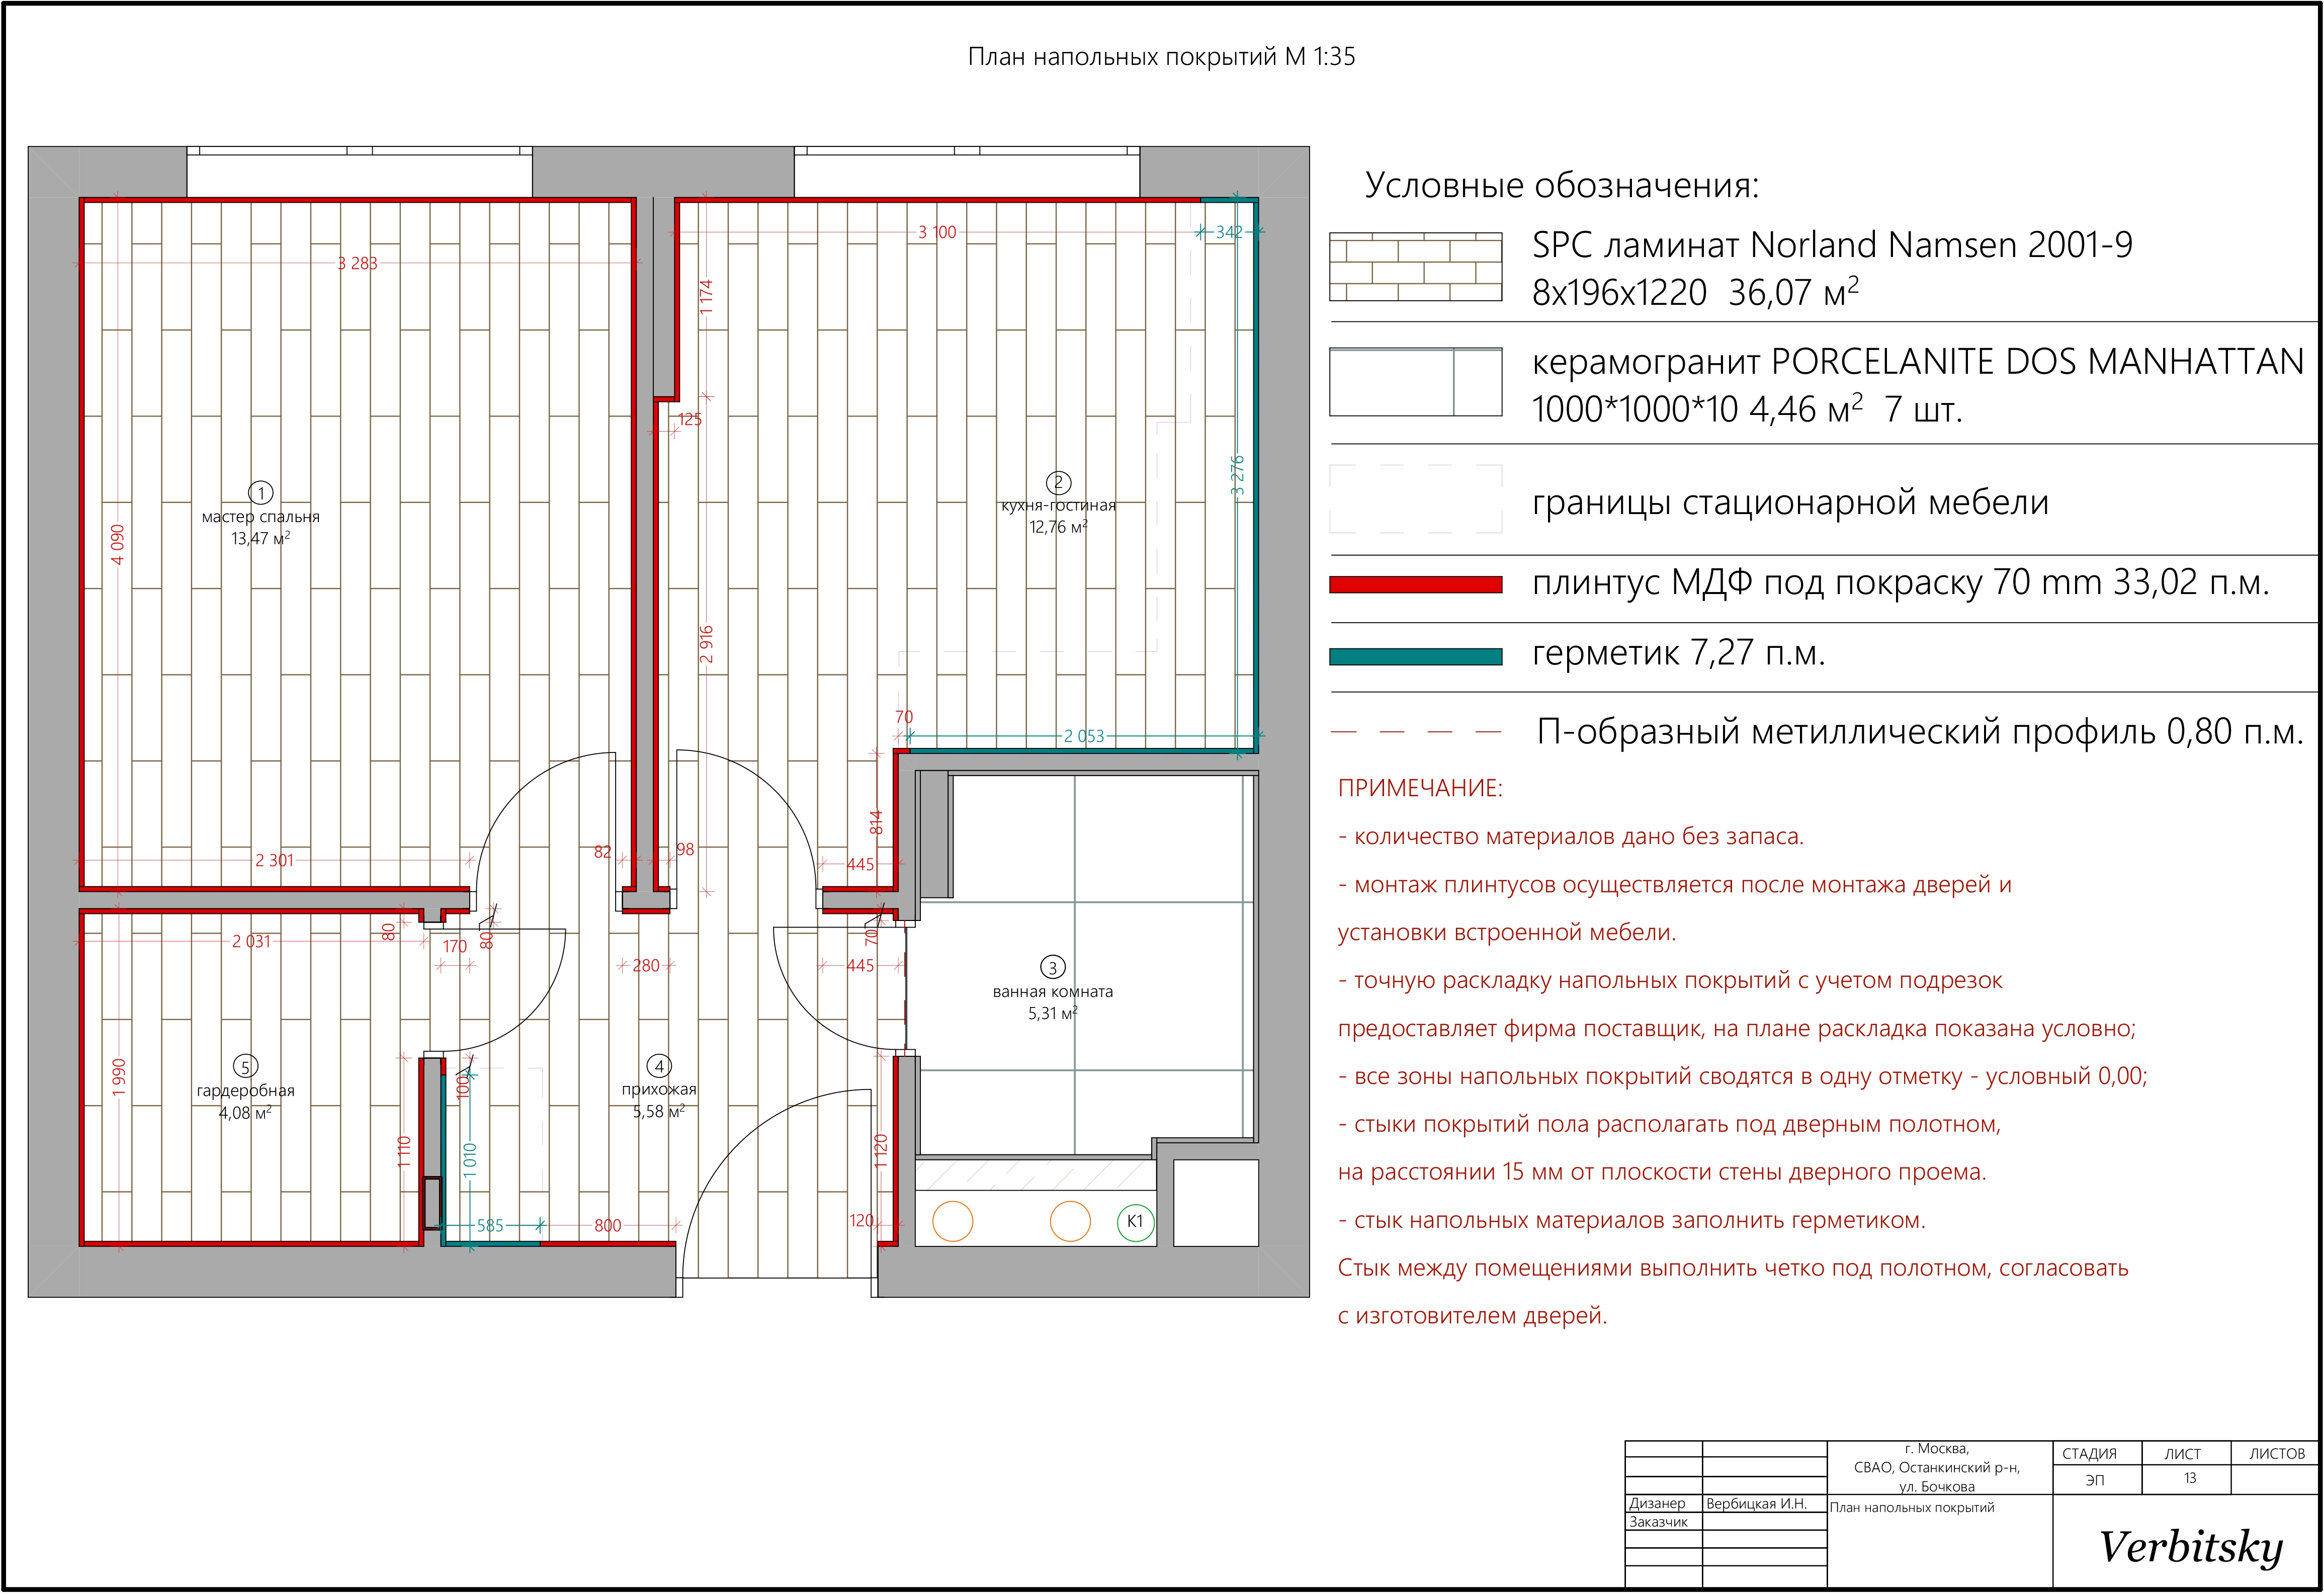 План напольных покрытий М 1:35
3 283
4 090
2 301
82
1
мастер спальня
13,47 м²
3 100
342
1 174
125
3 276
2
кухня-гостиная
12,76 м²
2 916
70
2 053
814
98
445
2 031
80
170
80
280
445
70
3
ванная комната
5,31 м²
1 990
5
гардеробная
4,08 м²
1 110
100
1 010
4
прихожая
5,58 м²
1 120
585
800
120
К1
Условные обозначения:
SPC ламинат Norland Namsen 2001-9
8x196x1220 36,07 м²
керамогранит PORCELANITE DOS MANHATTAN
1000*1000*10 4,46 м² 7 шт.
границы стационарной мебели
плинтус МДФ под покраску 70 mm 33,02 п.м.
герметик 7,27 п.м.
П-образный метиллический профиль 0,80 п.м.
ПРИМЕЧАНИЕ:
- количество материалов дано без запаса.
- монтаж плинтусов осуществляется после монтажа дверей и
установки встроенной мебели.
- точную раскладку напольных покрытий с учетом подрезок
предоставляет фирма поставщик, на плане раскладка показана условно;
- все зоны напольных покрытий сводятся в одну отметку - условный 0,00;
- стыки покрытий пола располагать под дверным полотном,
на расстоянии 15 мм от плоскости стены дверного проема.
- стык напольных материалов заполнить герметиком.
Стык между помещениями выполнить четко под полотном, согласовать
с изготовителем дверей.
г. Москва,
СВАО, Останкинский р-н,
ул. Бочкова
СТАДИЯ ЛИСТ ЛИСТОВ
ЭП 13
Дизанер Вербицкая И.Н.
Заказчик
План напольных покрытий
Verbitsky